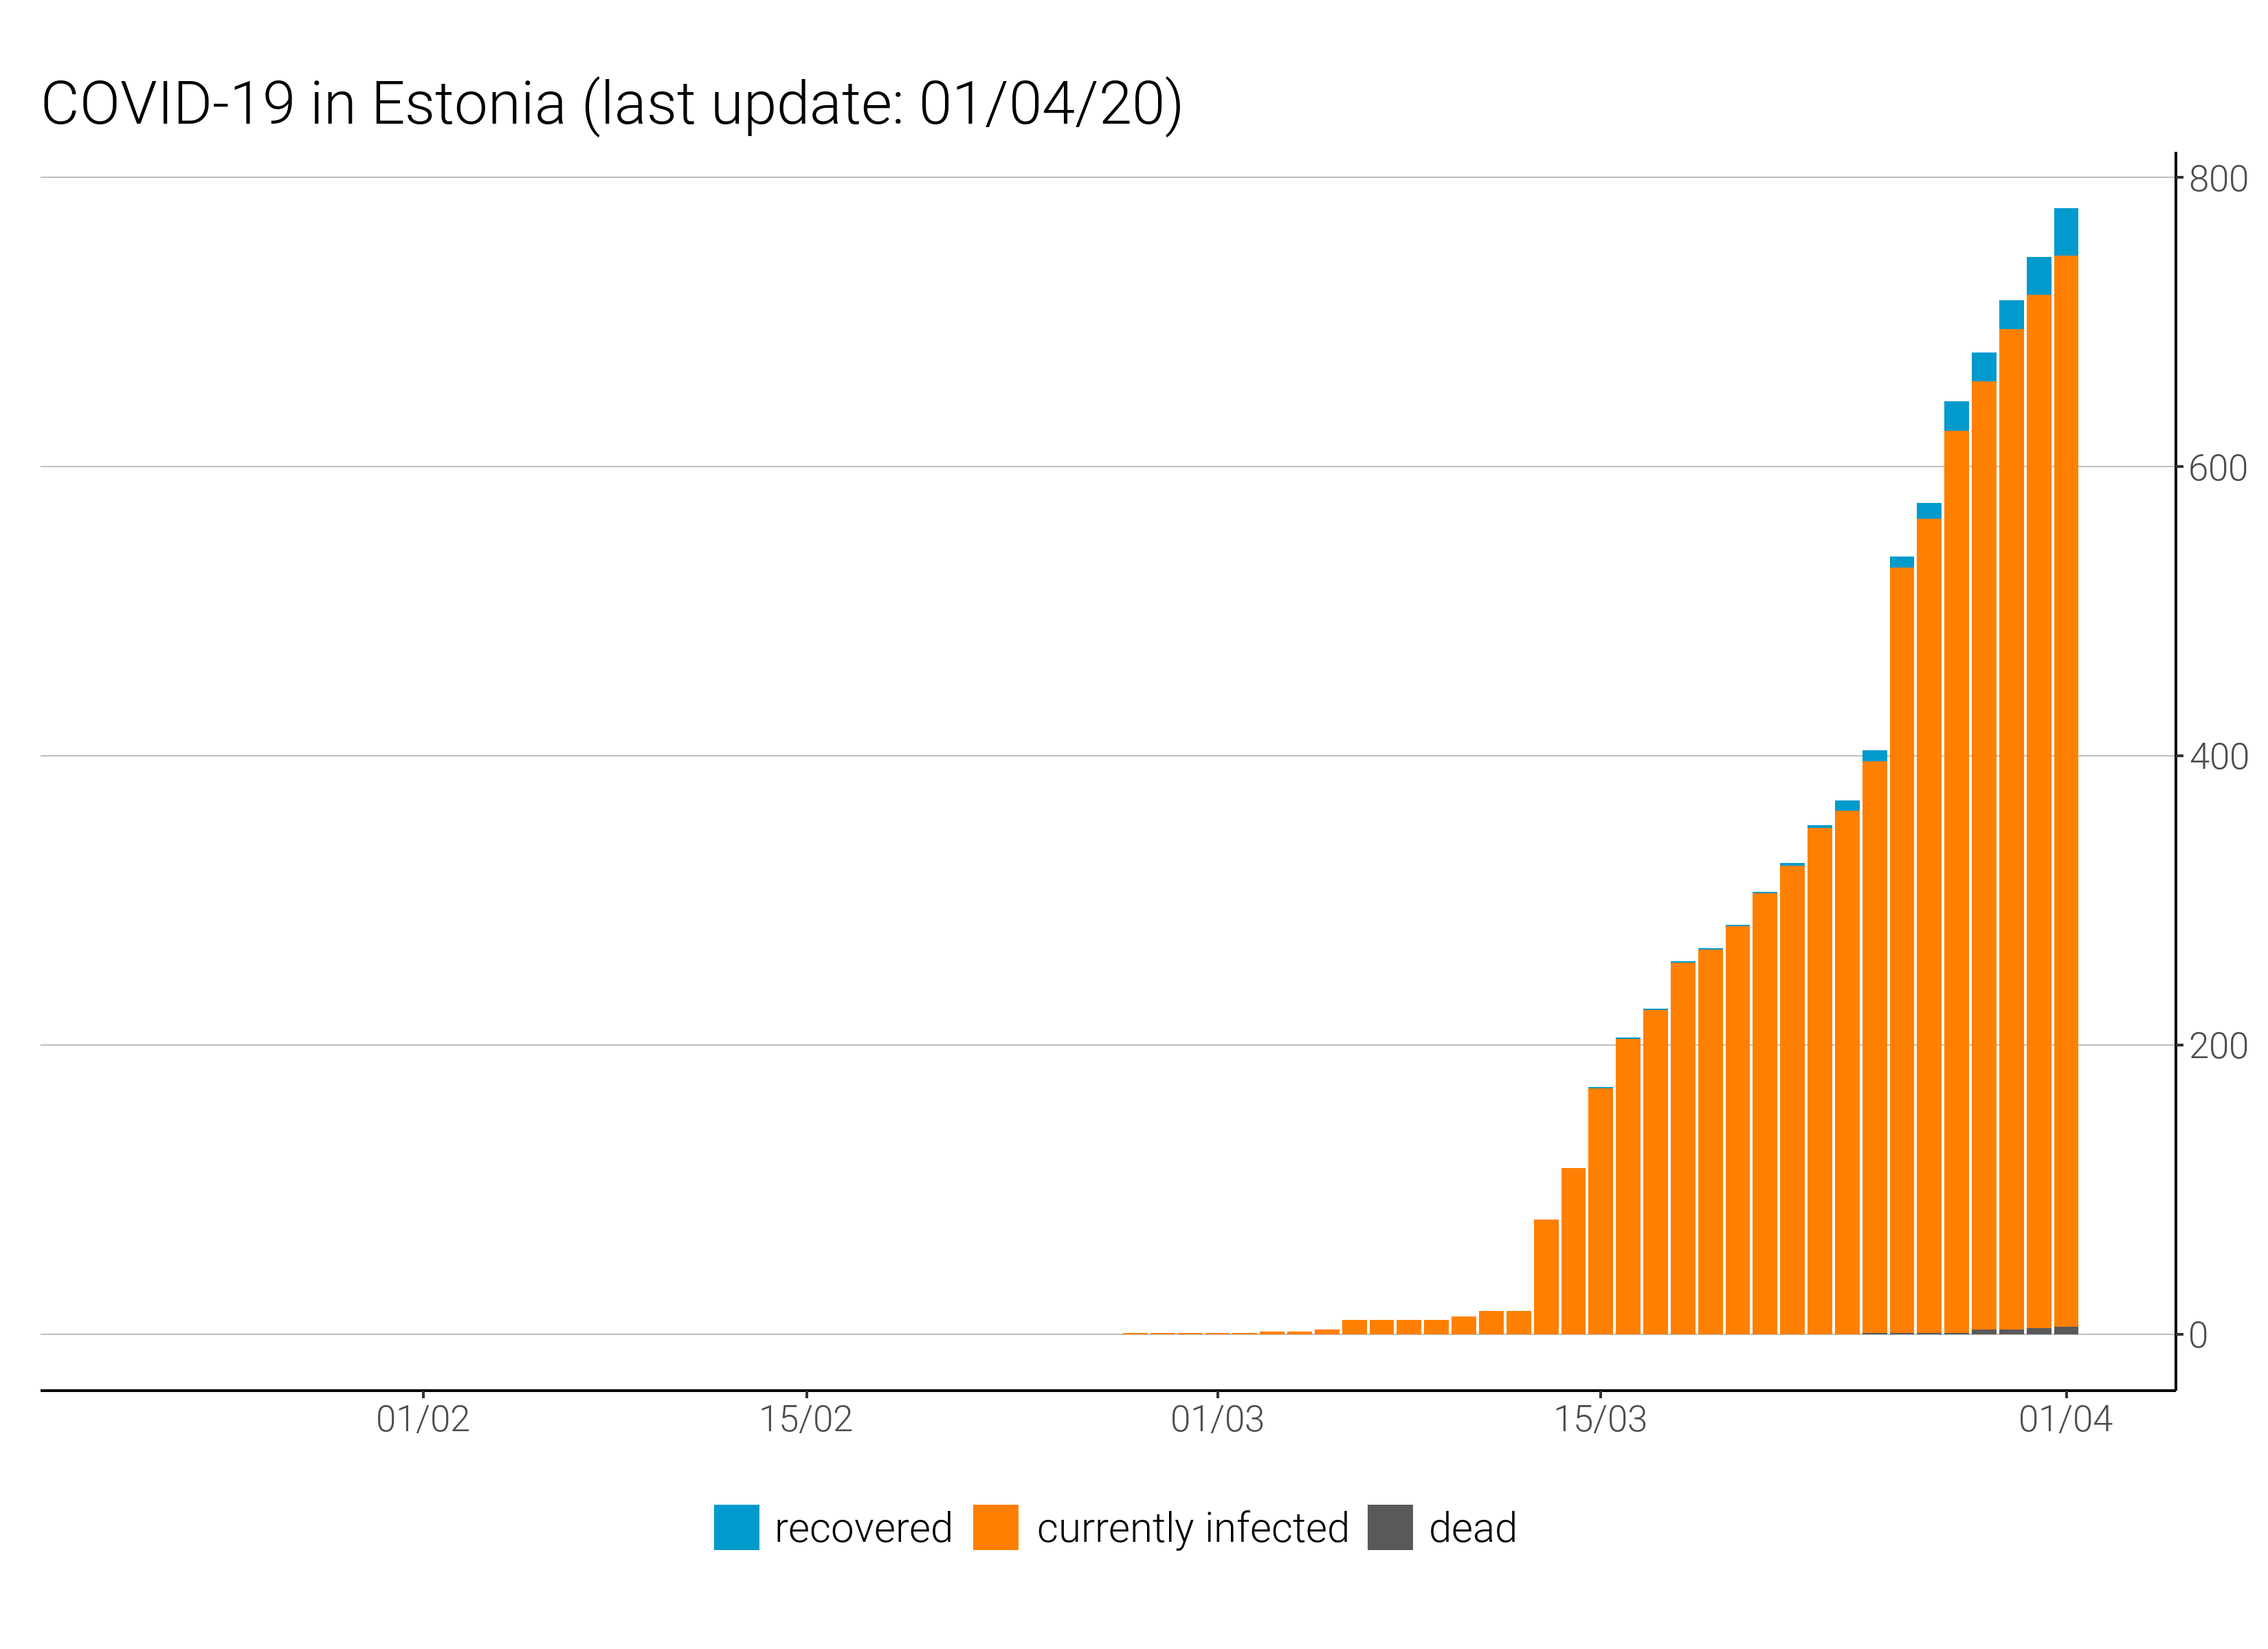 COVID-19 in Estonia (last update: 01/04/20)
800
600
400
200
0
01/02 15/02 01/03 15/03 01/04
recovered currently infected dead